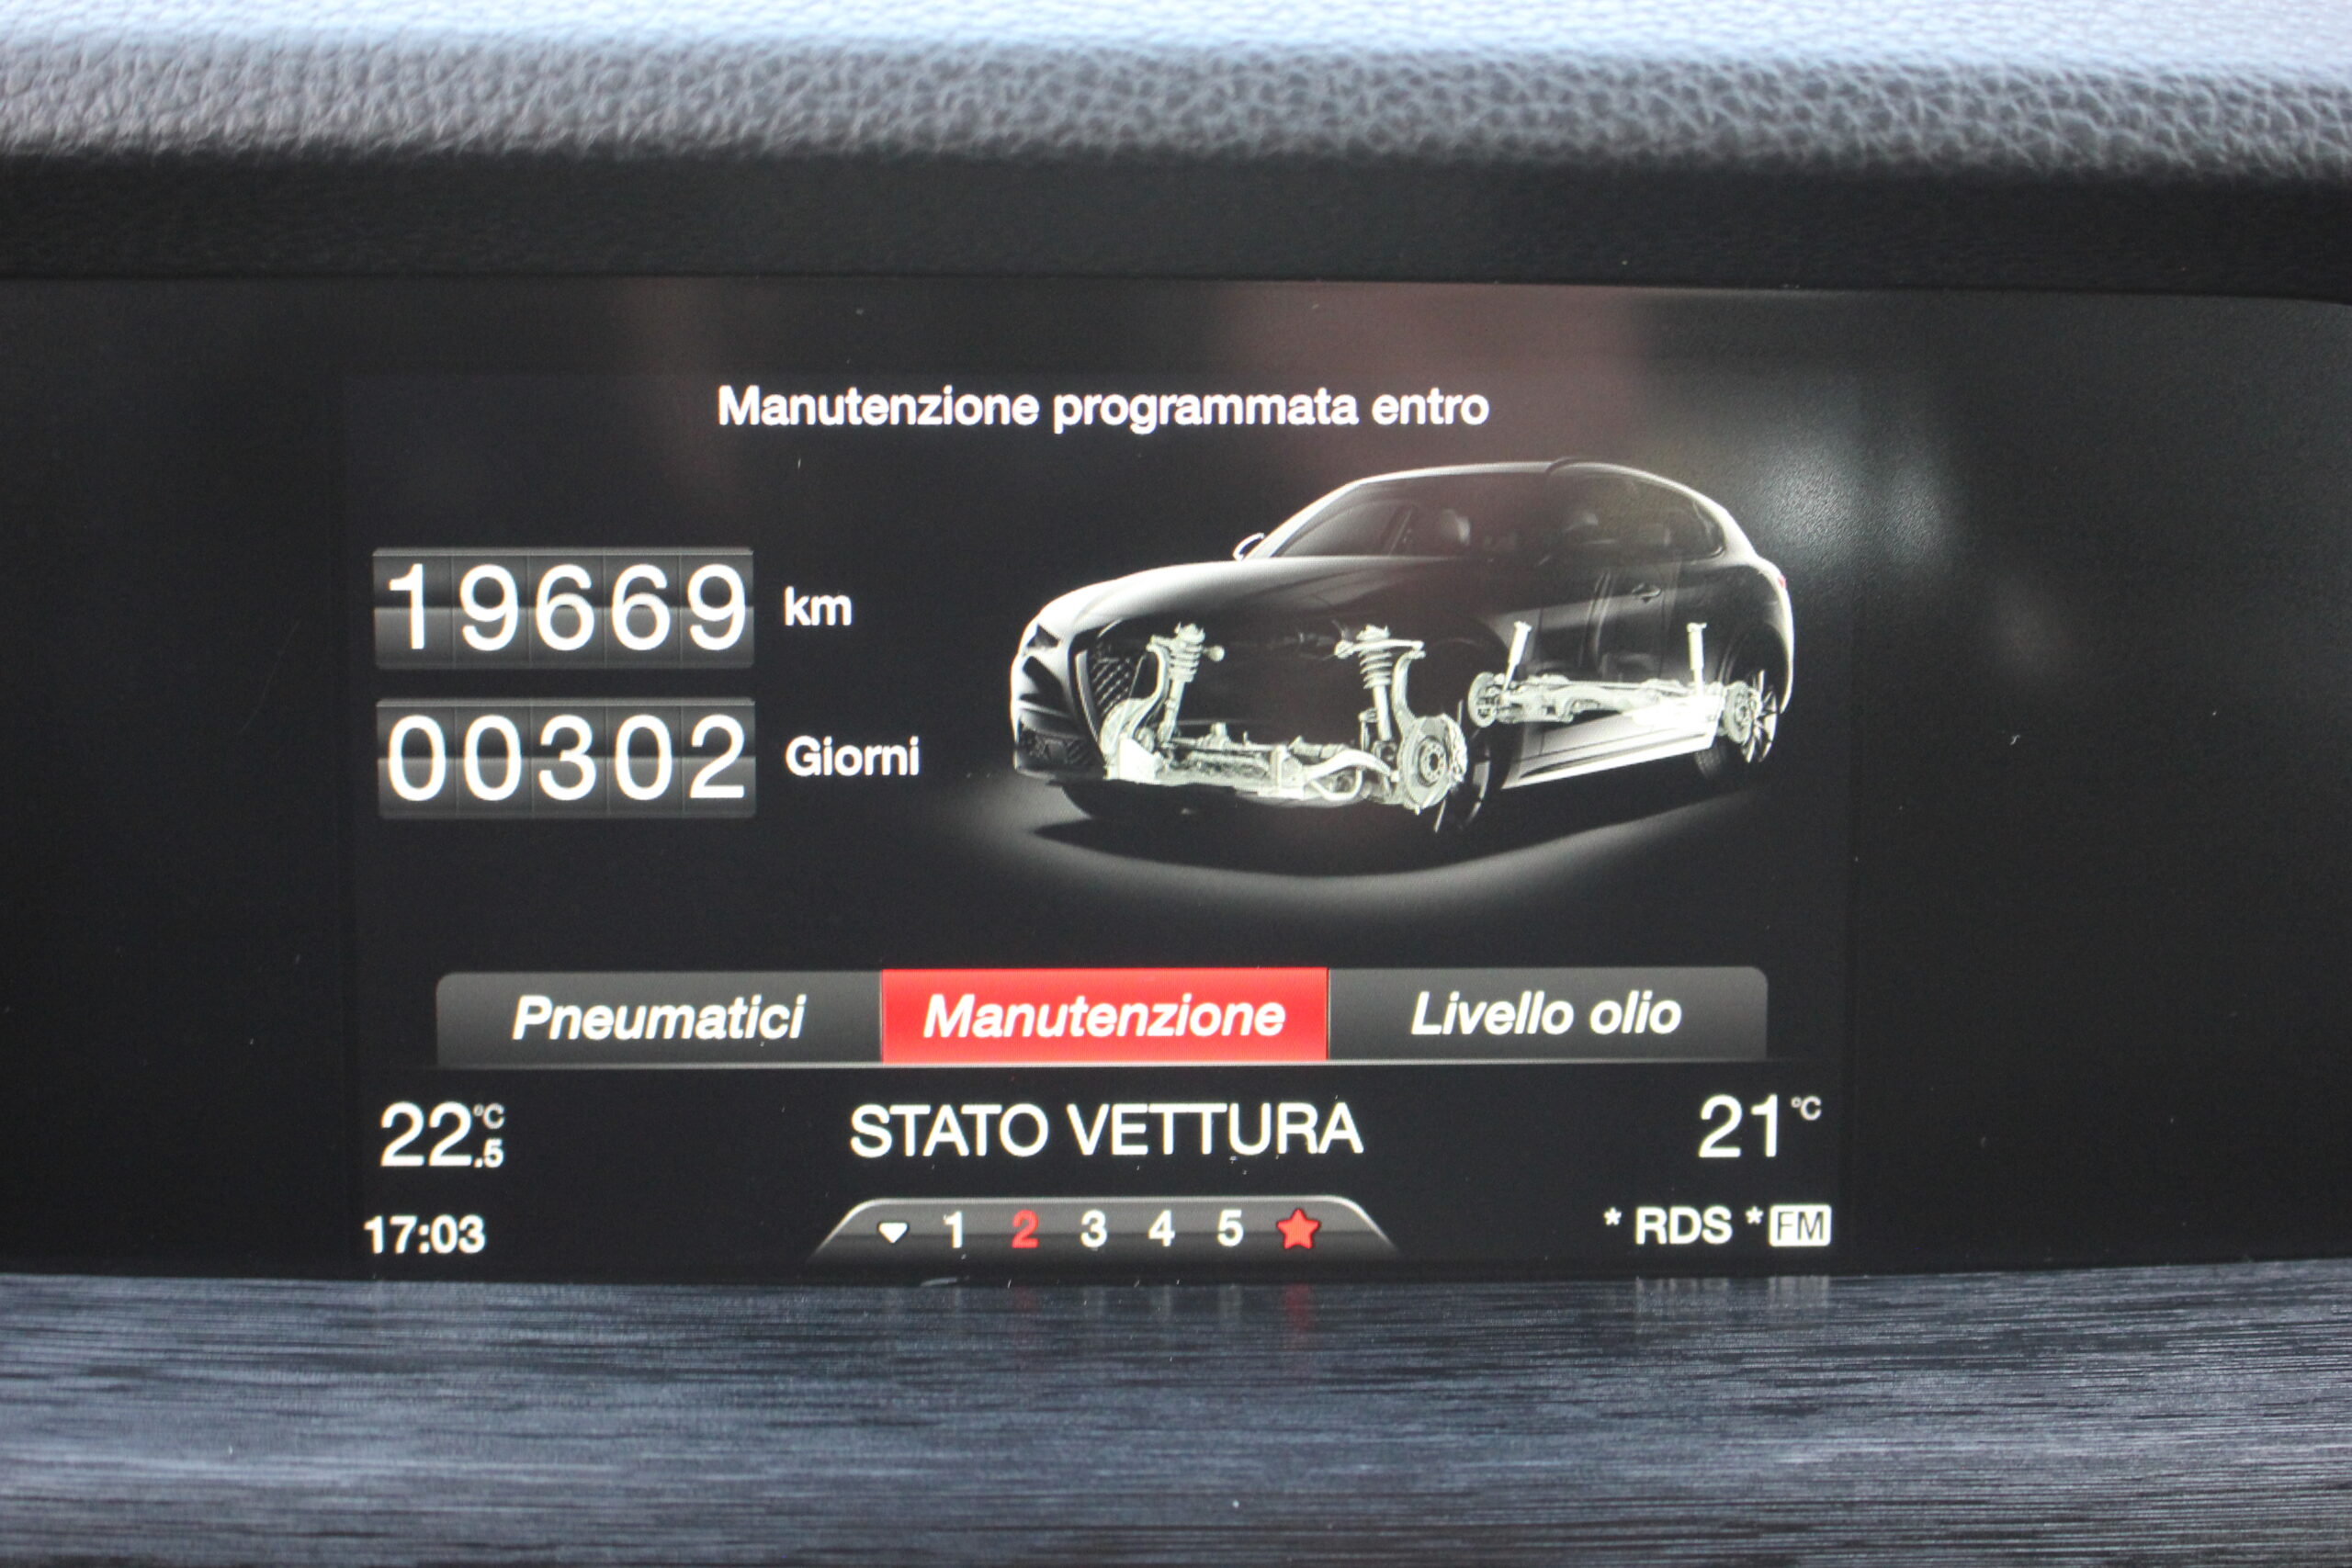 Manutenzione programmata entro
19669 km
00302 Giorni
Pneumatici Manutenzione Livello olio
22.5 °C STATO VETTURA 21 °C
17:03 1 2 3 4 5 * RDS * FM